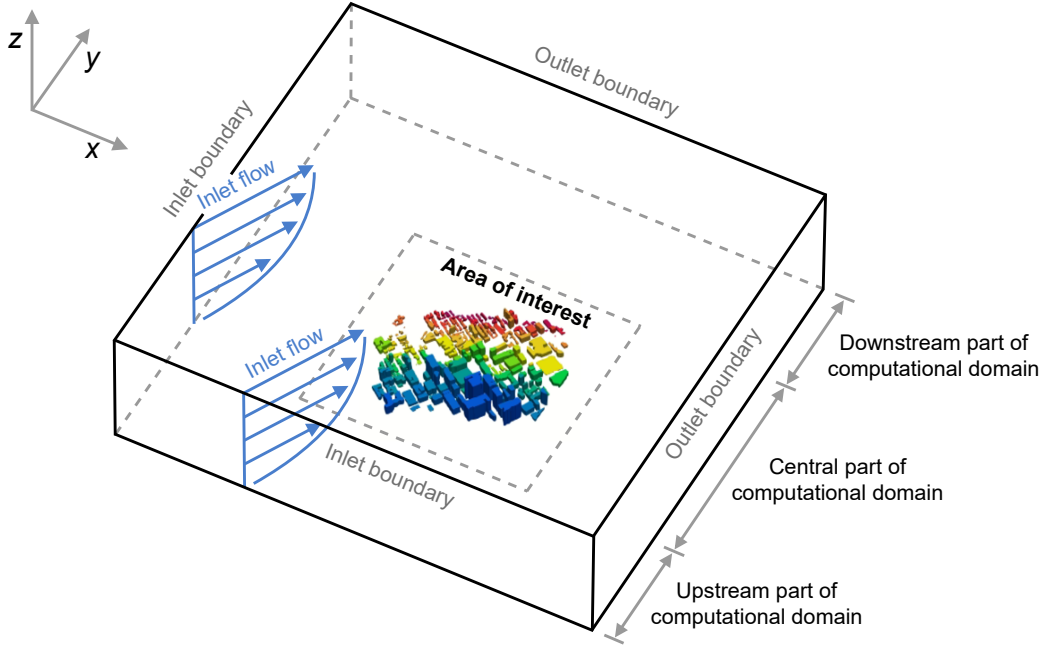 z
y
x
Outlet boundary
Inlet boundary
Inlet flow
Area of interest
Inlet flow
Inlet boundary
Outlet boundary
Downstream part of
computational domain
Central part of
computational domain
Upstream part of
computational domain